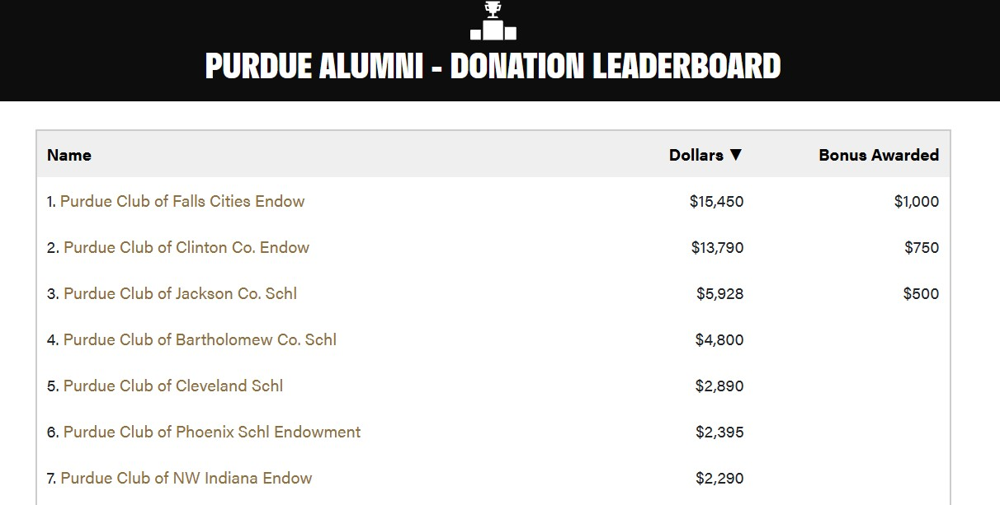 PURDUE ALUMNI - DONATION LEADERBOARD
Name Dollars ▼ Bonus Awarded
1. Purdue Club of Falls Cities Endow $15,450 $1,000
2. Purdue Club of Clinton Co. Endow $13,790 $750
3. Purdue Club of Jackson Co. Schl $5,928 $500
4. Purdue Club of Bartholomew Co. Schl $4,800
5. Purdue Club of Cleveland Schl $2,890
6. Purdue Club of Phoenix Schl Endowment $2,395
7. Purdue Club of NW Indiana Endow $2,290